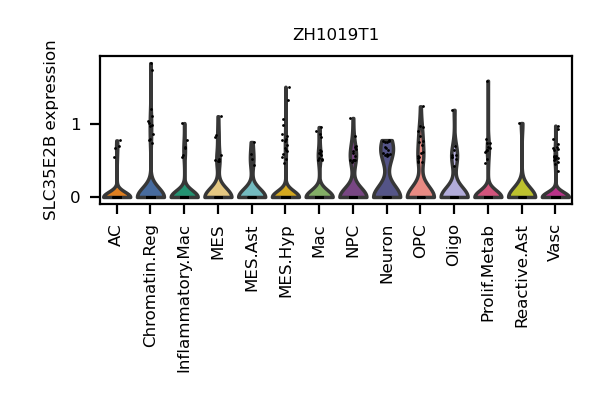 ZH1019T1
SLC35E2B expression
1
0
AC
Chromatin.Reg
Inflammatory.Mac
MES
MES.Ast
MES.Hyp
Mac
NPC
Neuron
OPC
Oligo
Prolif.Metab
Reactive.Ast
Vasc